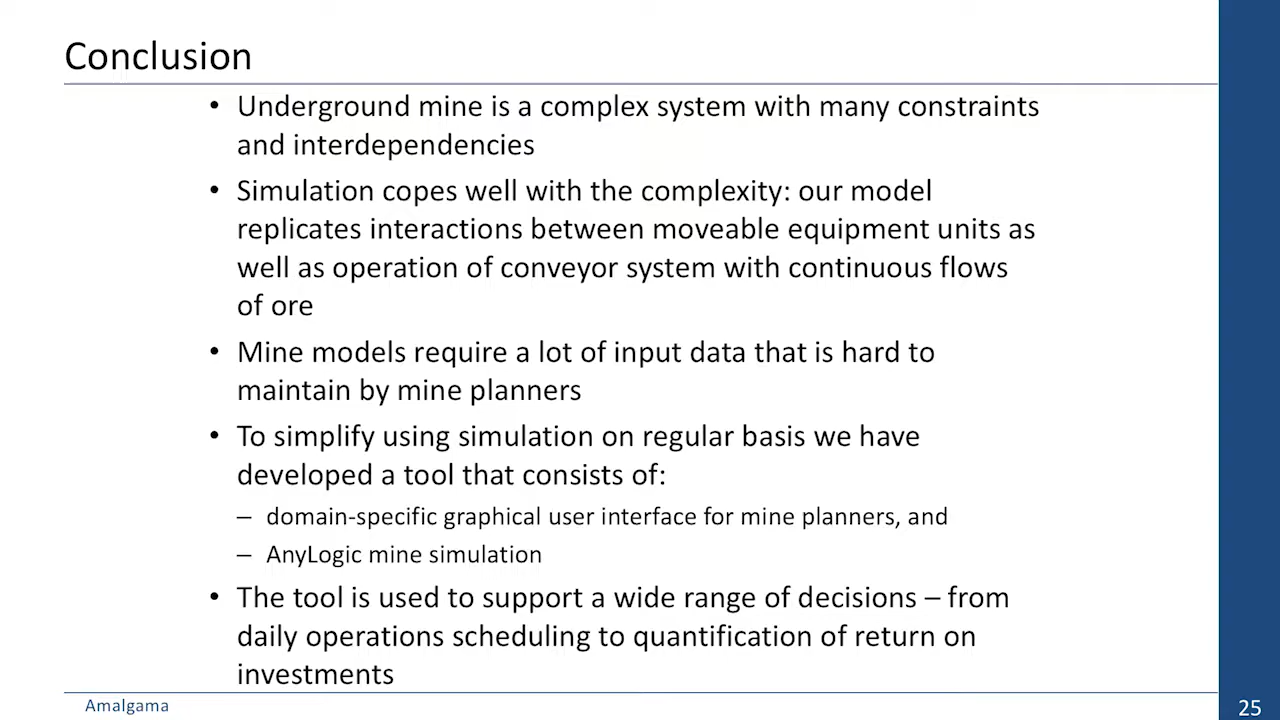 Conclusion
• Underground mine is a complex system with many constraints
and interdependencies
• Simulation copes well with the complexity: our model
replicates interactions between moveable equipment units as
well as operation of conveyor system with continuous flows
of ore
• Mine models require a lot of input data that is hard to
maintain by mine planners
• To simplify using simulation on regular basis we have
developed a tool that consists of:
– domain-specific graphical user interface for mine planners, and
– AnyLogic mine simulation
• The tool is used to support a wide range of decisions – from
daily operations scheduling to quantification of return on
investments
Amalgama
25